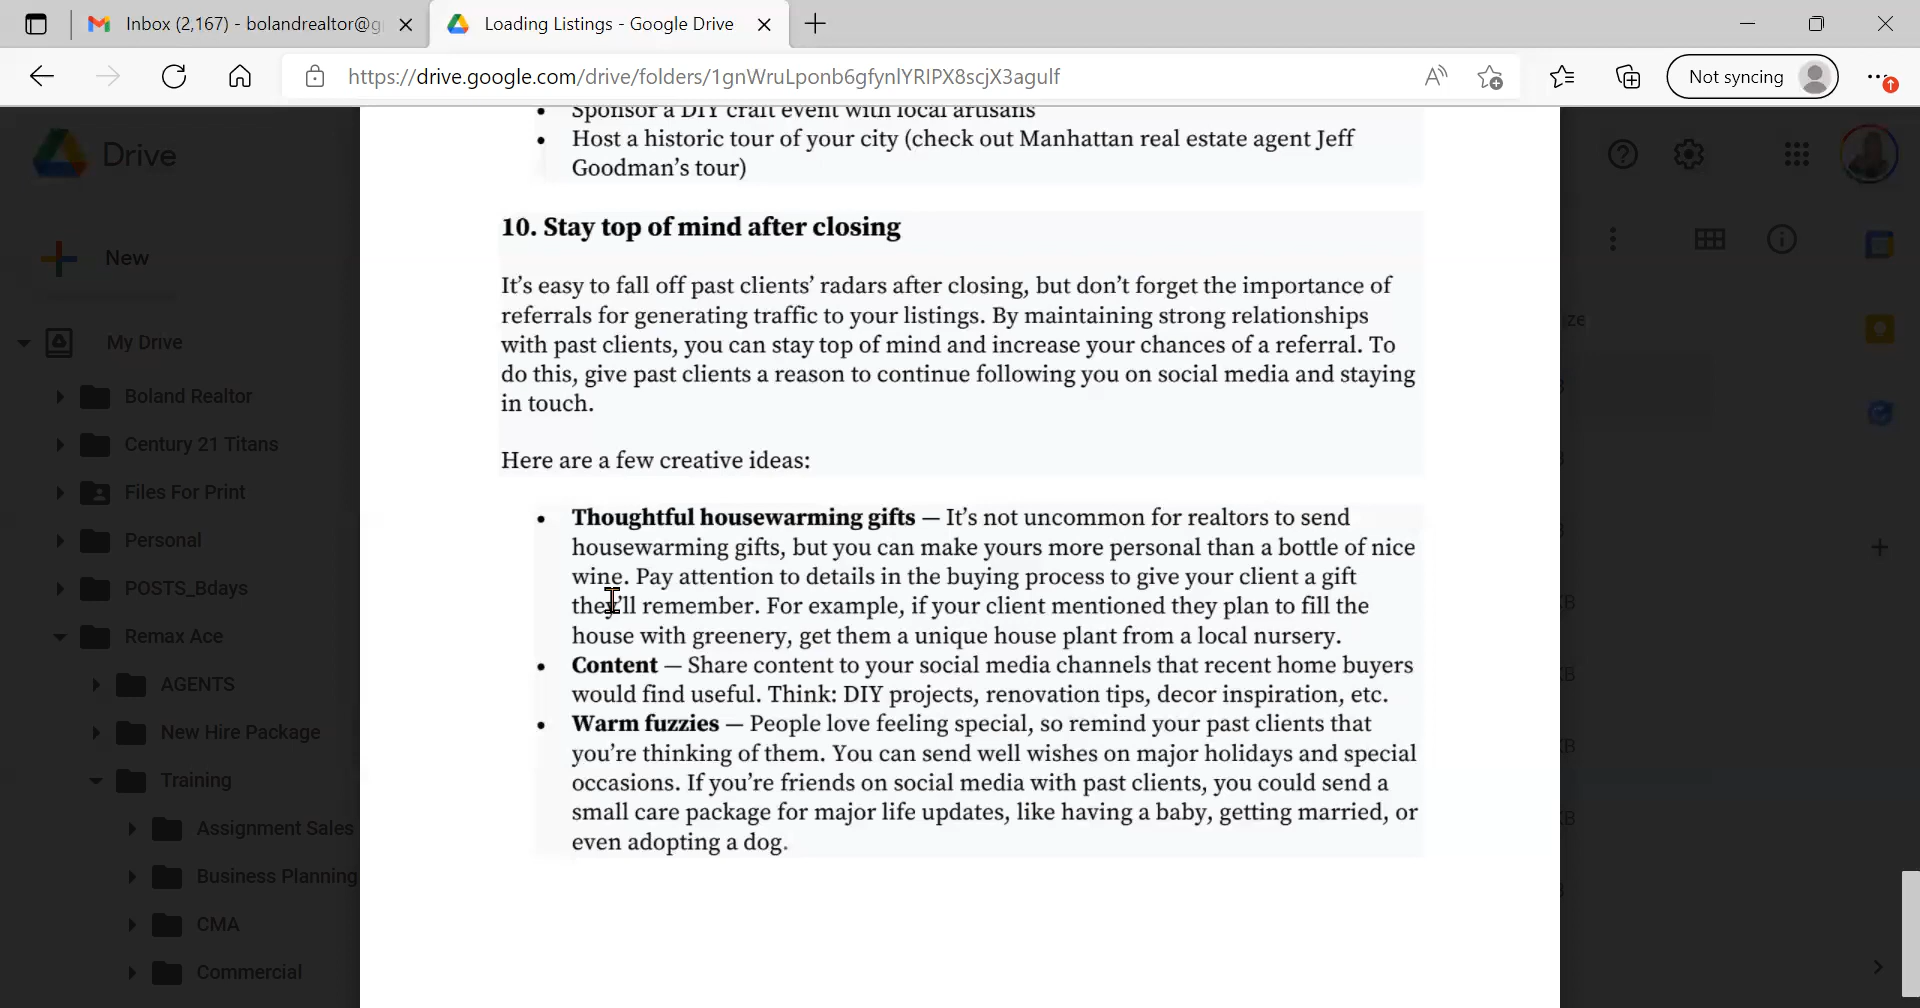 Inbox (2,167) - bolandrealtor@g
Loading Listings - Google Drive
https://drive.google.com/drive/folders/1gnWruLponb6gfynlYRIPX8scjX3agulf
Not syncing
Drive
New
My Drive
Boland Realtor
Century 21 Titans
Files For Print
Personal
POSTS_Bdays
Remax Ace
AGENTS
New Hire Package
Training
Assignment Sales
Business Planning
CMA
Commercial
• Sponsor a DIY craft event with local artisans
• Host a historic tour of your city (check out Manhattan real estate agent Jeff
Goodman’s tour)
10. Stay top of mind after closing
It’s easy to fall off past clients’ radars after closing, but don’t forget the importance of
referrals for generating traffic to your listings. By maintaining strong relationships
with past clients, you can stay top of mind and increase your chances of a referral. To
do this, give past clients a reason to continue following you on social media and staying
in touch.
Here are a few creative ideas:
• Thoughtful housewarming gifts — It’s not uncommon for realtors to send
housewarming gifts, but you can make yours more personal than a bottle of nice
wine. Pay attention to details in the buying process to give your client a gift
they’ll remember. For example, if your client mentioned they plan to fill the
house with greenery, get them a unique house plant from a local nursery.
• Content — Share content to your social media channels that recent home buyers
would find useful. Think: DIY projects, renovation tips, decor inspiration, etc.
• Warm fuzzies — People love feeling special, so remind your past clients that
you’re thinking of them. You can send well wishes on major holidays and special
occasions. If you’re friends on social media with past clients, you could send a
small care package for major life updates, like having a baby, getting married, or
even adopting a dog.